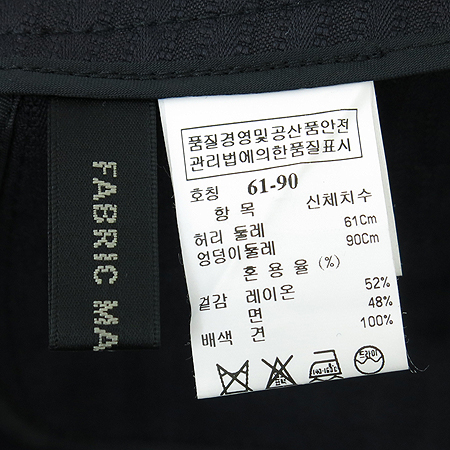 FABRIC MA
품질경영및공산품안전
관리법에의한품질표시
호칭 61-90
항 목 신체치수
허리 둘레 61Cm
엉덩이둘레 90Cm
혼 용 율 (%)
겉감 레이온 52%
면 48%
배색 견 100%
드라이